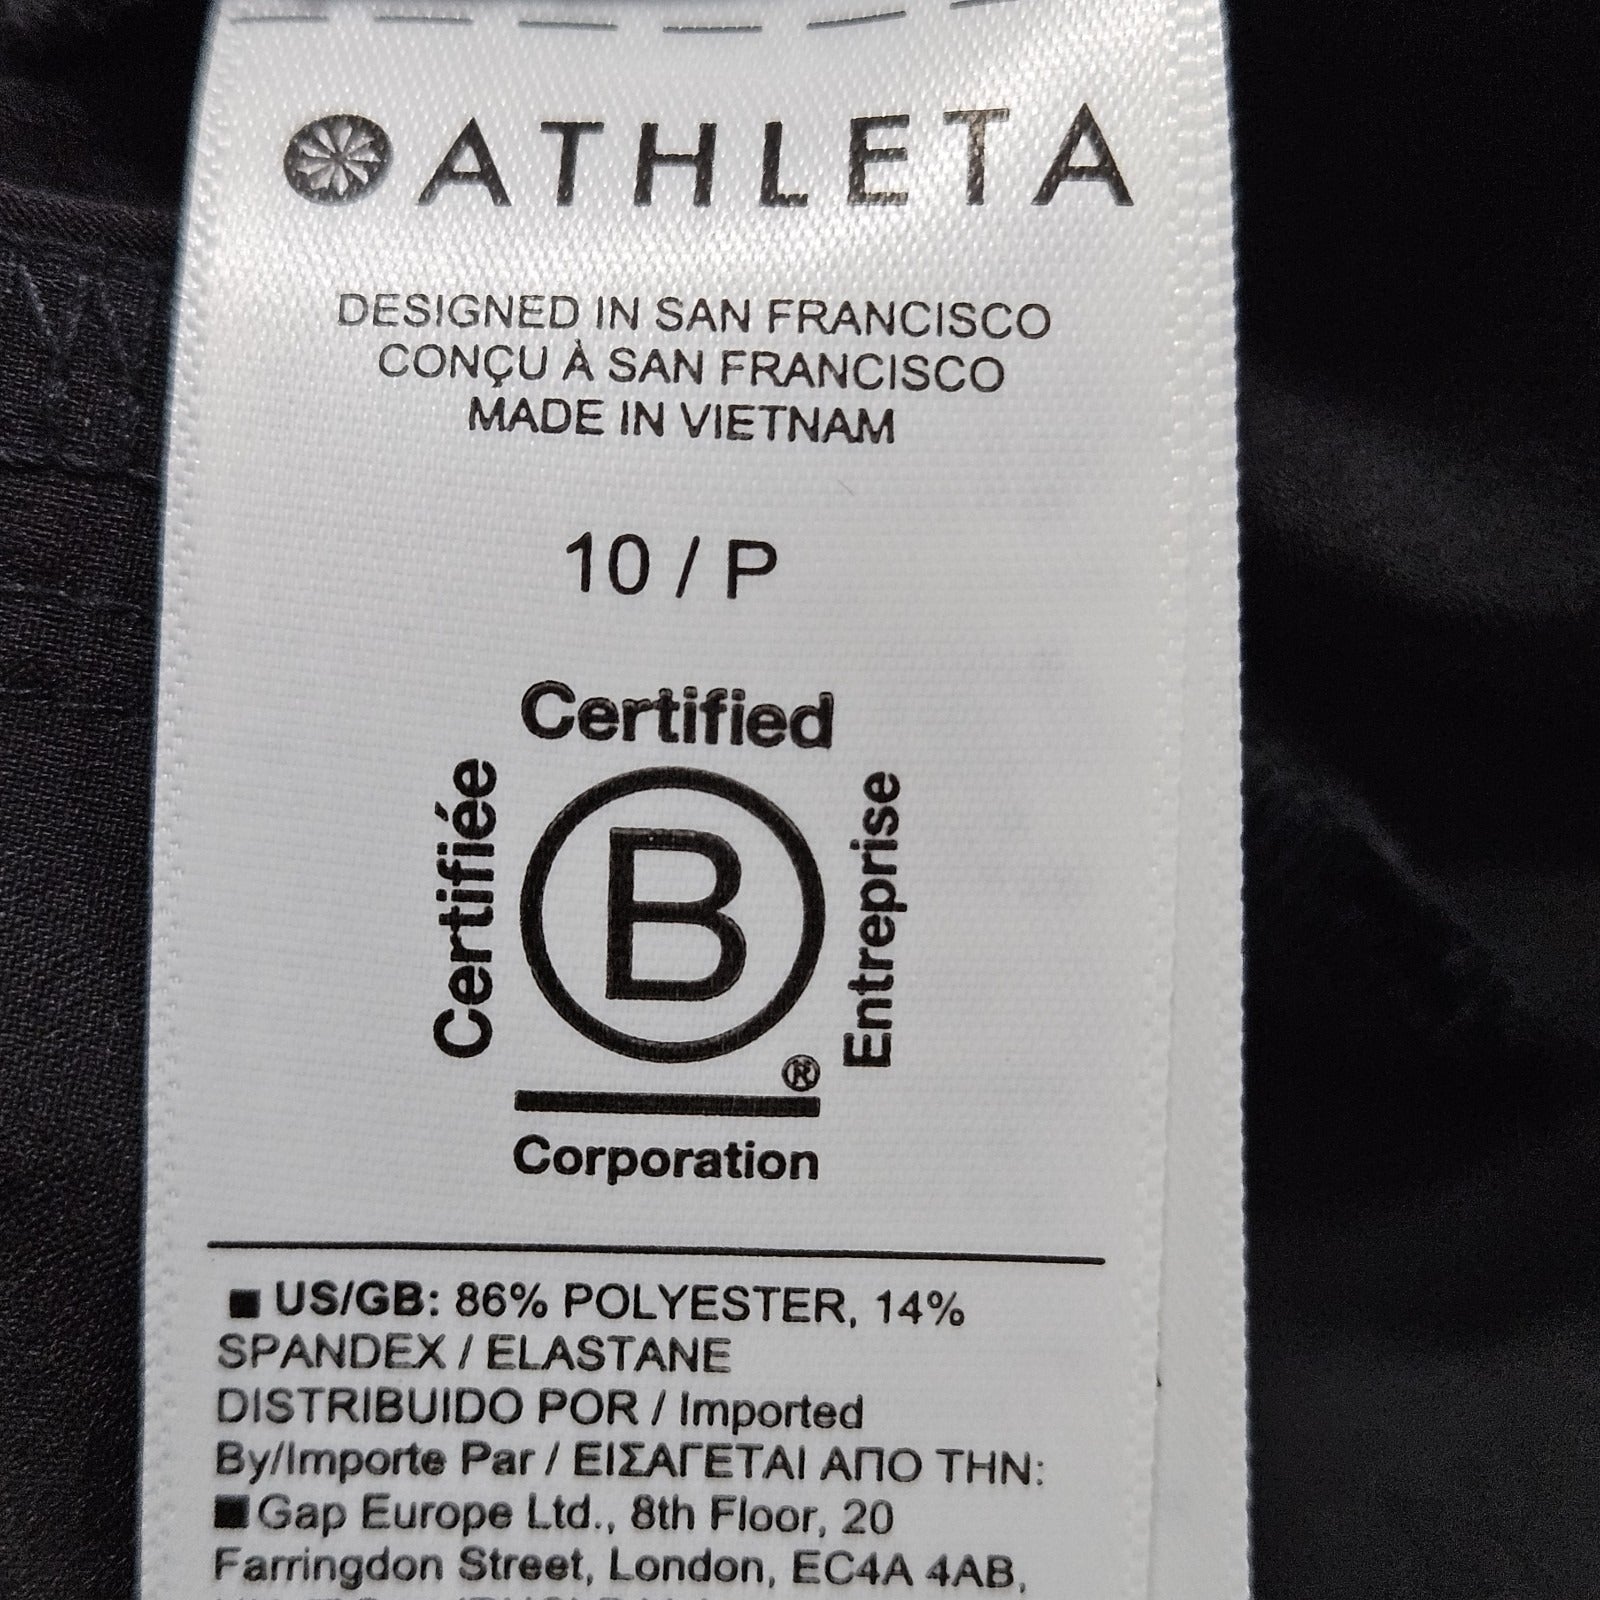 ATHLETA
DESIGNED IN SAN FRANCISCO
CONÇU À SAN FRANCISCO
MADE IN VIETNAM
10 / P
Certified
Certifiée
B
Entreprise
®
Corporation
US/GB: 86% POLYESTER, 14%
SPANDEX / ELASTANE
DISTRIBUIDO POR / Imported
By/Importe Par / ΕΙΣΑΓΕΤΑΙ ΑΠΟ ΤΗΝ:
Gap Europe Ltd., 8th Floor, 20
Farringdon Street, London, EC4A 4AB,